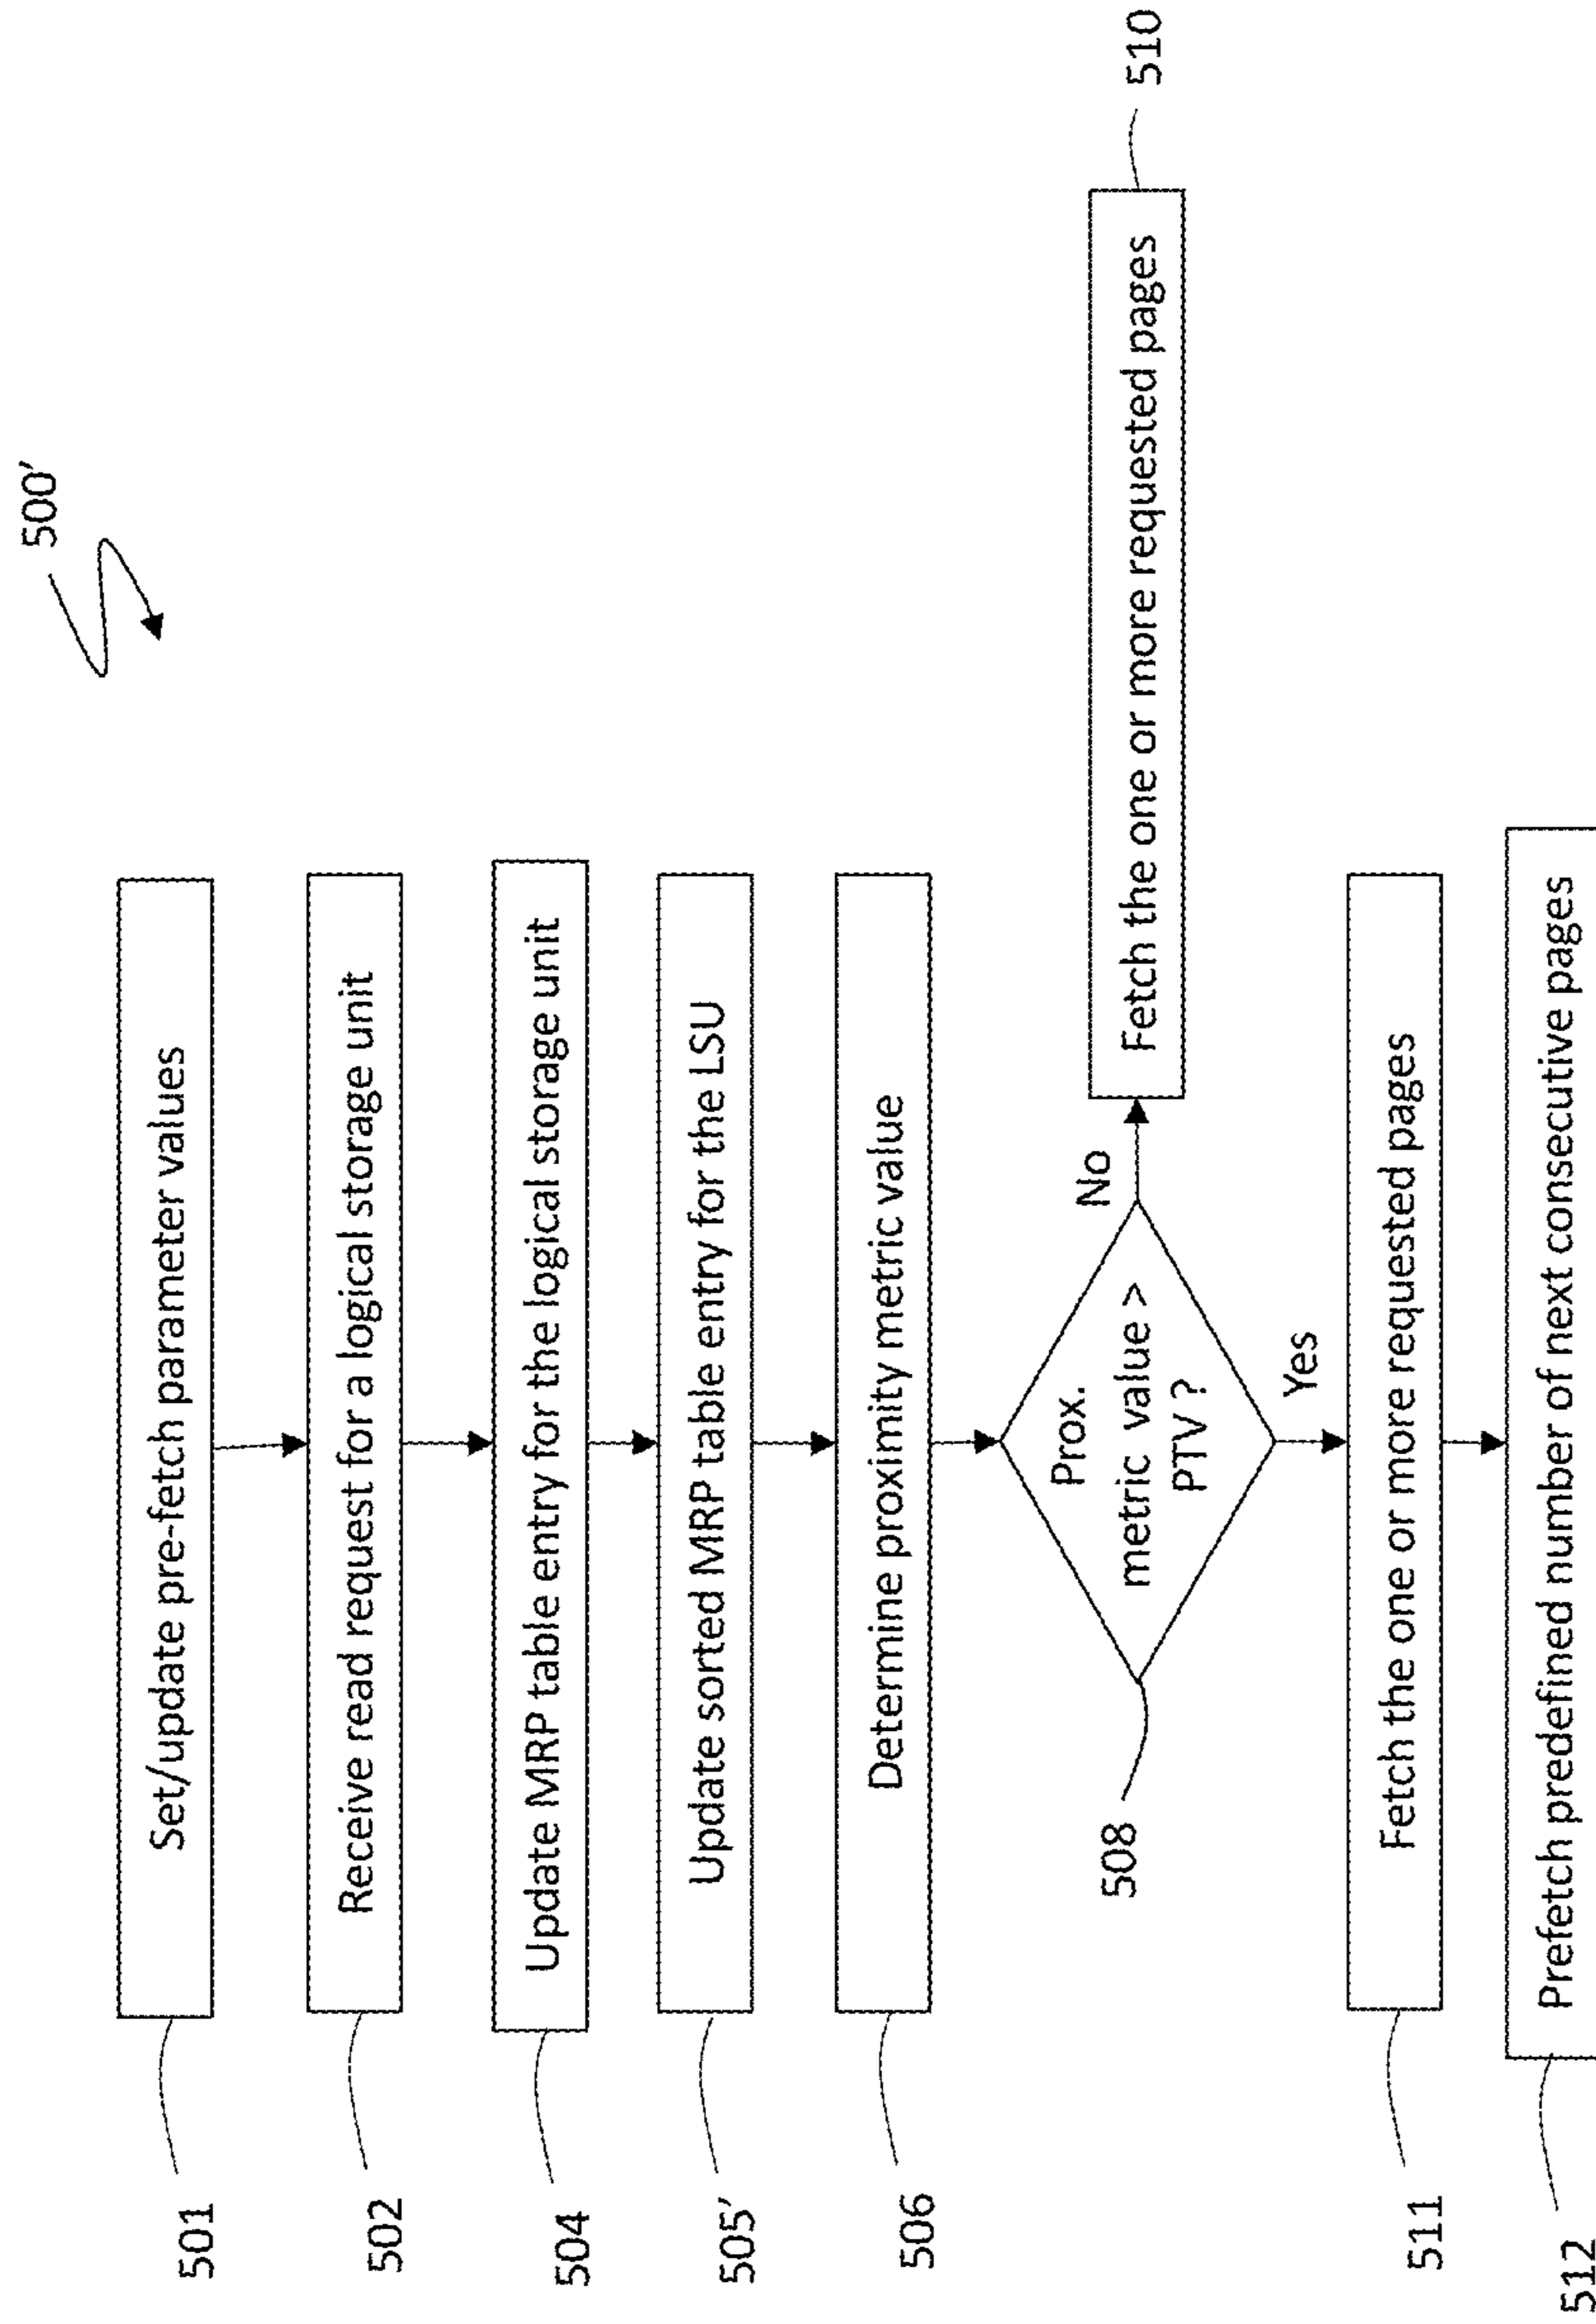 500'
501
Set/update pre-fetch parameter values
502
Receive read request for a logical storage unit
504
Update MRP table entry for the logical storage unit
505'
Update sorted MRP table entry for the LSU
506
Determine proximity metric value
508
Prox.
metric value >
PTV ?
No
Fetch the one or more requested pages
510
Yes
511
Fetch the one or more requested pages
512
Prefetch predefined number of next consecutive pages